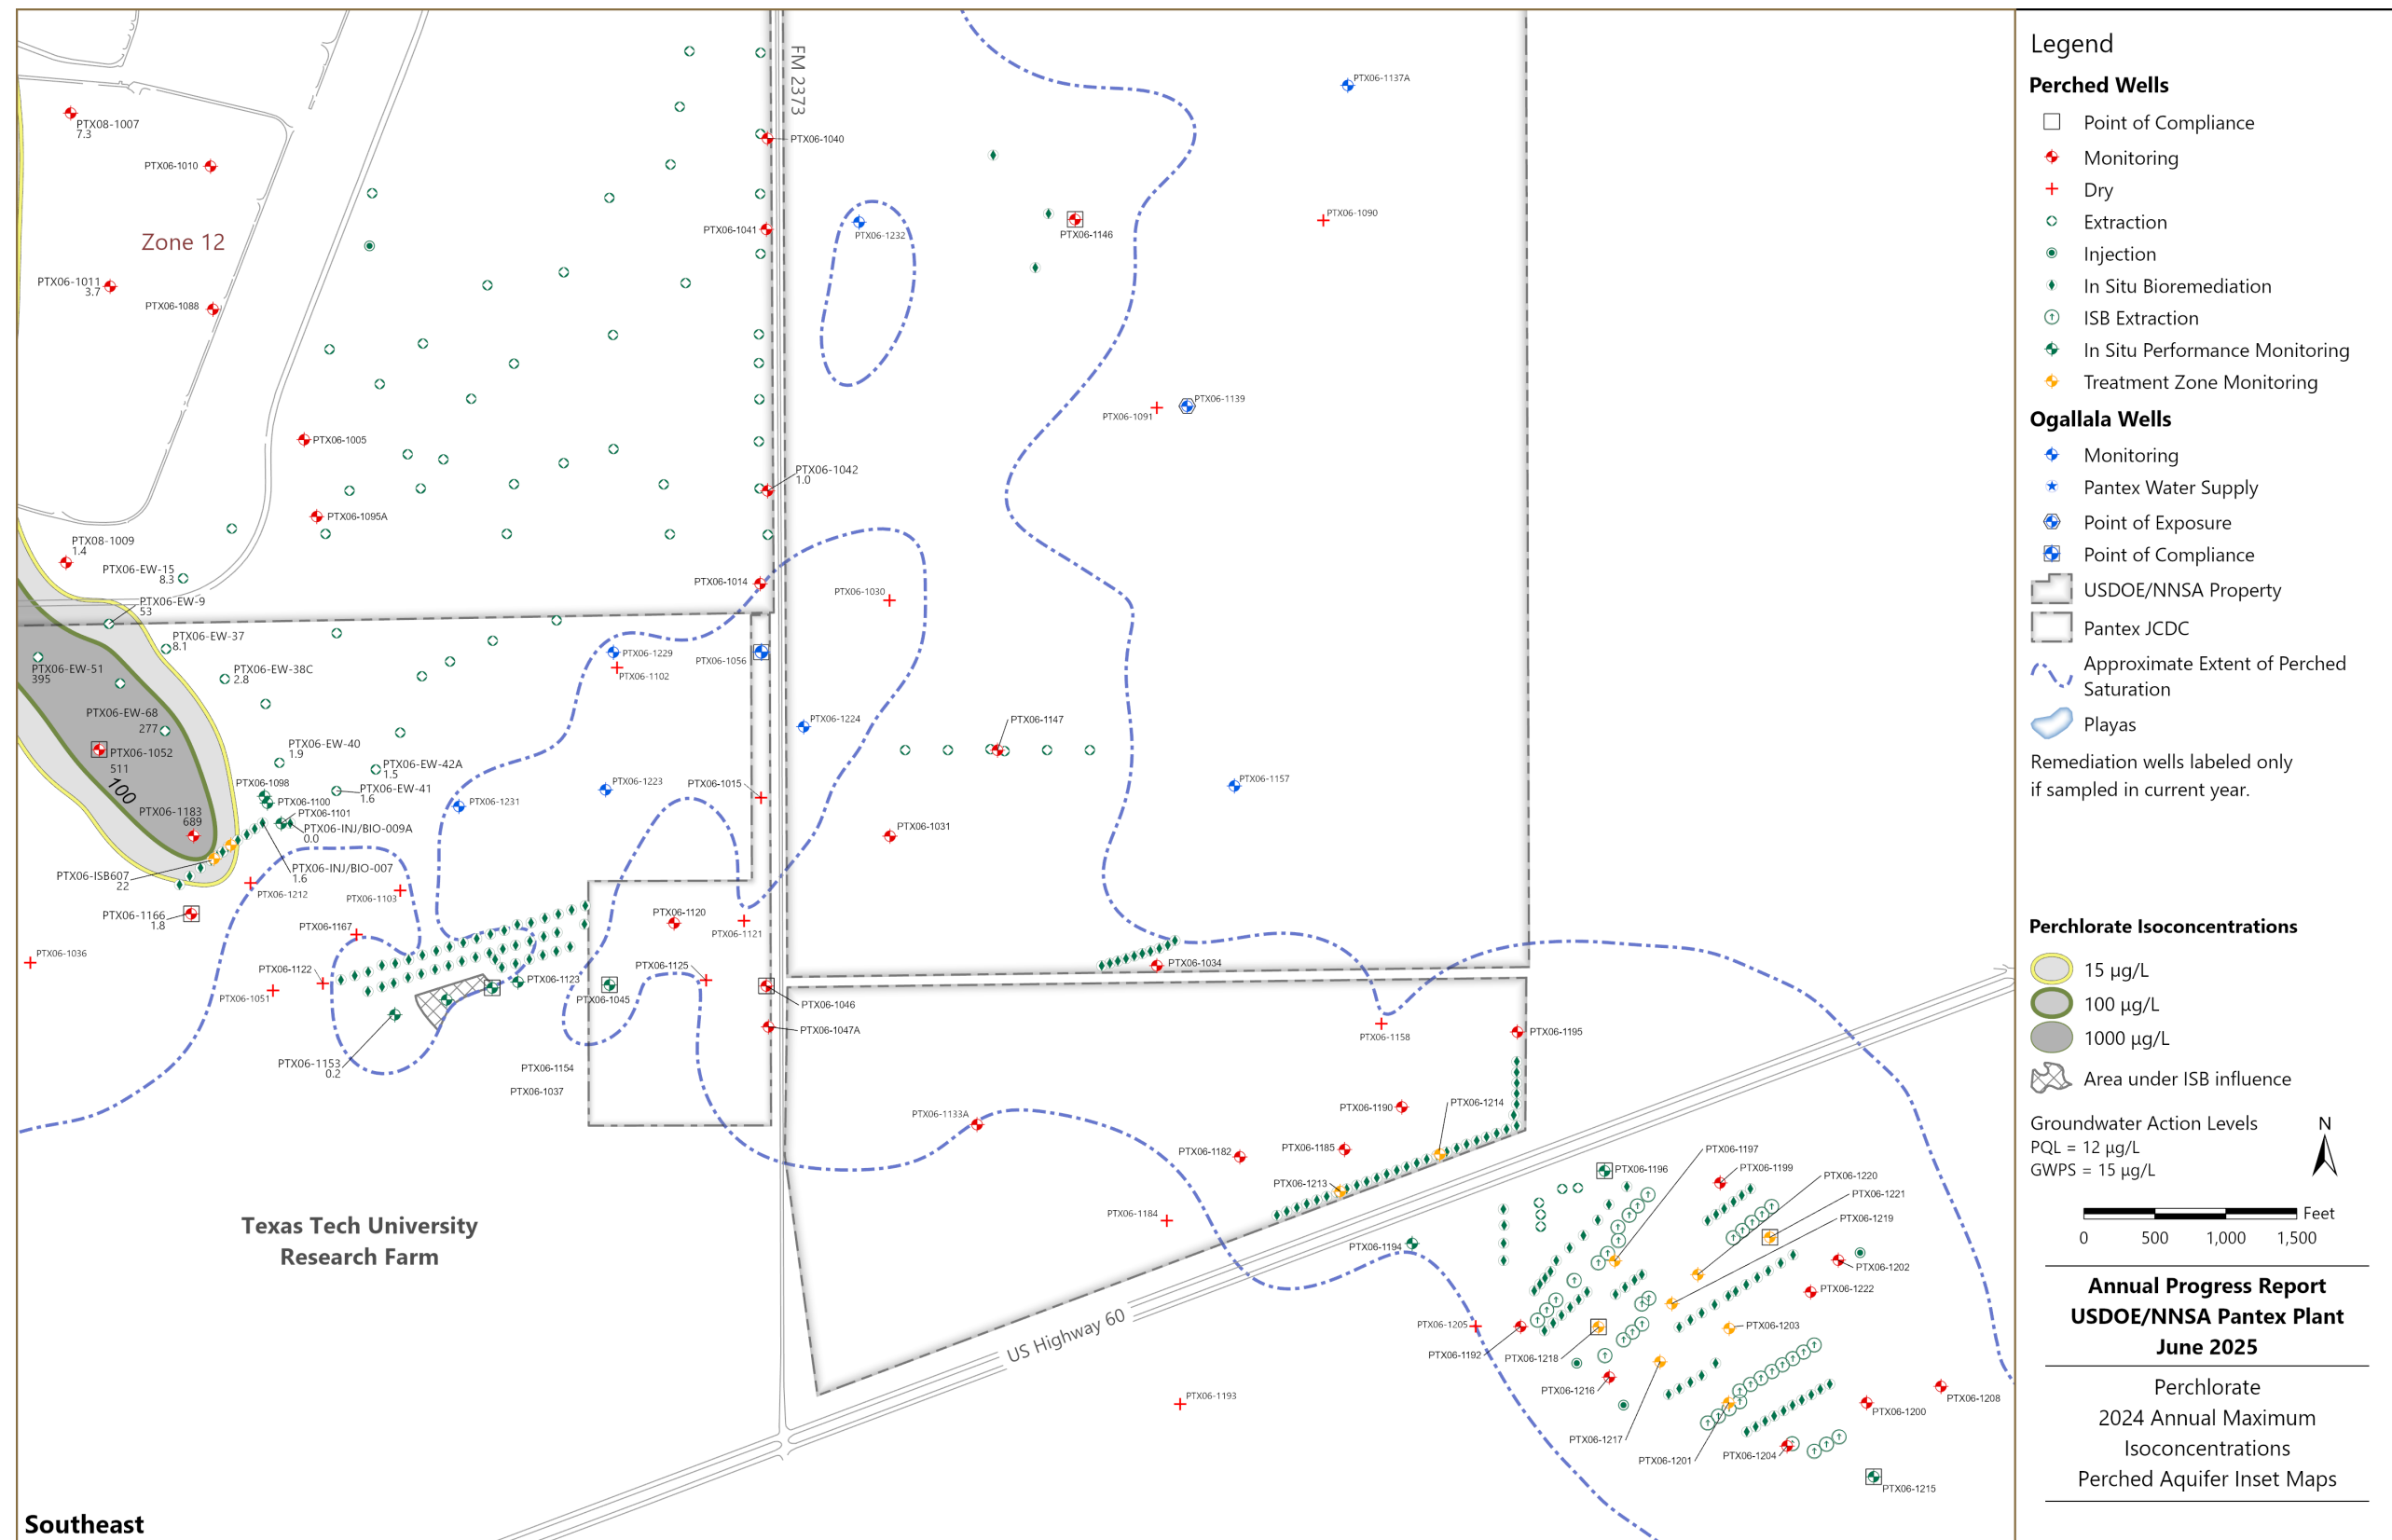 FM 2373
PTX06-1137A
PTX08-1007
7.3
PTX06-1010
PTX06-1040
Zone 12
PTX06-1041
PTX06-1232
PTX06-1146
PTX06-1090
PTX06-1011
3.7
PTX06-1088
PTX06-1139
PTX06-1091
PTX06-1005
PTX06-1042
1.0
PTX06-1095A
PTX08-1009
1.4
PTX06-EW-15
8.3
PTX06-1014
PTX06-1030
PTX06-EW-9
53
PTX06-EW-37
8.1
PTX06-1229
PTX06-1056
PTX06-EW-51
395
PTX06-EW-38C
2.8
PTX06-1102
PTX06-EW-68
277
PTX06-1224
PTX06-1147
PTX06-1052
511
PTX06-EW-40
1.9
PTX06-EW-42A
1.5
100
PTX06-1098
PTX06-EW-41
1.6
PTX06-1223
PTX06-1015
PTX06-1157
PTX06-1100
PTX06-1231
PTX06-1183
689
PTX06-1101
PTX06-INJ/BIO-009A
0.0
PTX06-1031
PTX06-ISB607
22
PTX06-INJ/BIO-007
1.6
PTX06-1212
PTX06-1103
PTX06-1166
1.8
PTX06-1120
PTX06-1121
PTX06-1167
PTX06-1036
PTX06-1122
PTX06-1125
PTX06-1034
PTX06-1123
PTX06-1051
PTX06-1045
PTX06-1046
PTX06-1047A
PTX06-1158
PTX06-1195
PTX06-1153
0.2
PTX06-1154
PTX06-1037
PTX06-1133A
PTX06-1190
PTX06-1214
PTX06-1182
PTX06-1185
PTX06-1197
PTX06-1196
PTX06-1199
PTX06-1220
PTX06-1213
PTX06-1221
PTX06-1184
PTX06-1219
Texas Tech University
Research Farm
PTX06-1194
PTX06-1202
PTX06-1222
US Highway 60
PTX06-1205
PTX06-1203
PTX06-1192
PTX06-1218
PTX06-1216
PTX06-1193
PTX06-1208
PTX06-1200
PTX06-1217
PTX06-1201
PTX06-1204
PTX06-1215
Southeast
Legend
Perched Wells
Point of Compliance
Monitoring
Dry
Extraction
Injection
In Situ Bioremediation
ISB Extraction
In Situ Performance Monitoring
Treatment Zone Monitoring
Ogallala Wells
Monitoring
Pantex Water Supply
Point of Exposure
Point of Compliance
USDOE/NNSA Property
Pantex JCDC
Approximate Extent of Perched
Saturation
Playas
Remediation wells labeled only
if sampled in current year.
Perchlorate Isoconcentrations
15 µg/L
100 µg/L
1000 µg/L
Area under ISB influence
Groundwater Action Levels
PQL = 12 µg/L
GWPS = 15 µg/L
N
Feet
0 500 1,000 1,500
Annual Progress Report
USDOE/NNSA Pantex Plant
June 2025
Perchlorate
2024 Annual Maximum
Isoconcentrations
Perched Aquifer Inset Maps